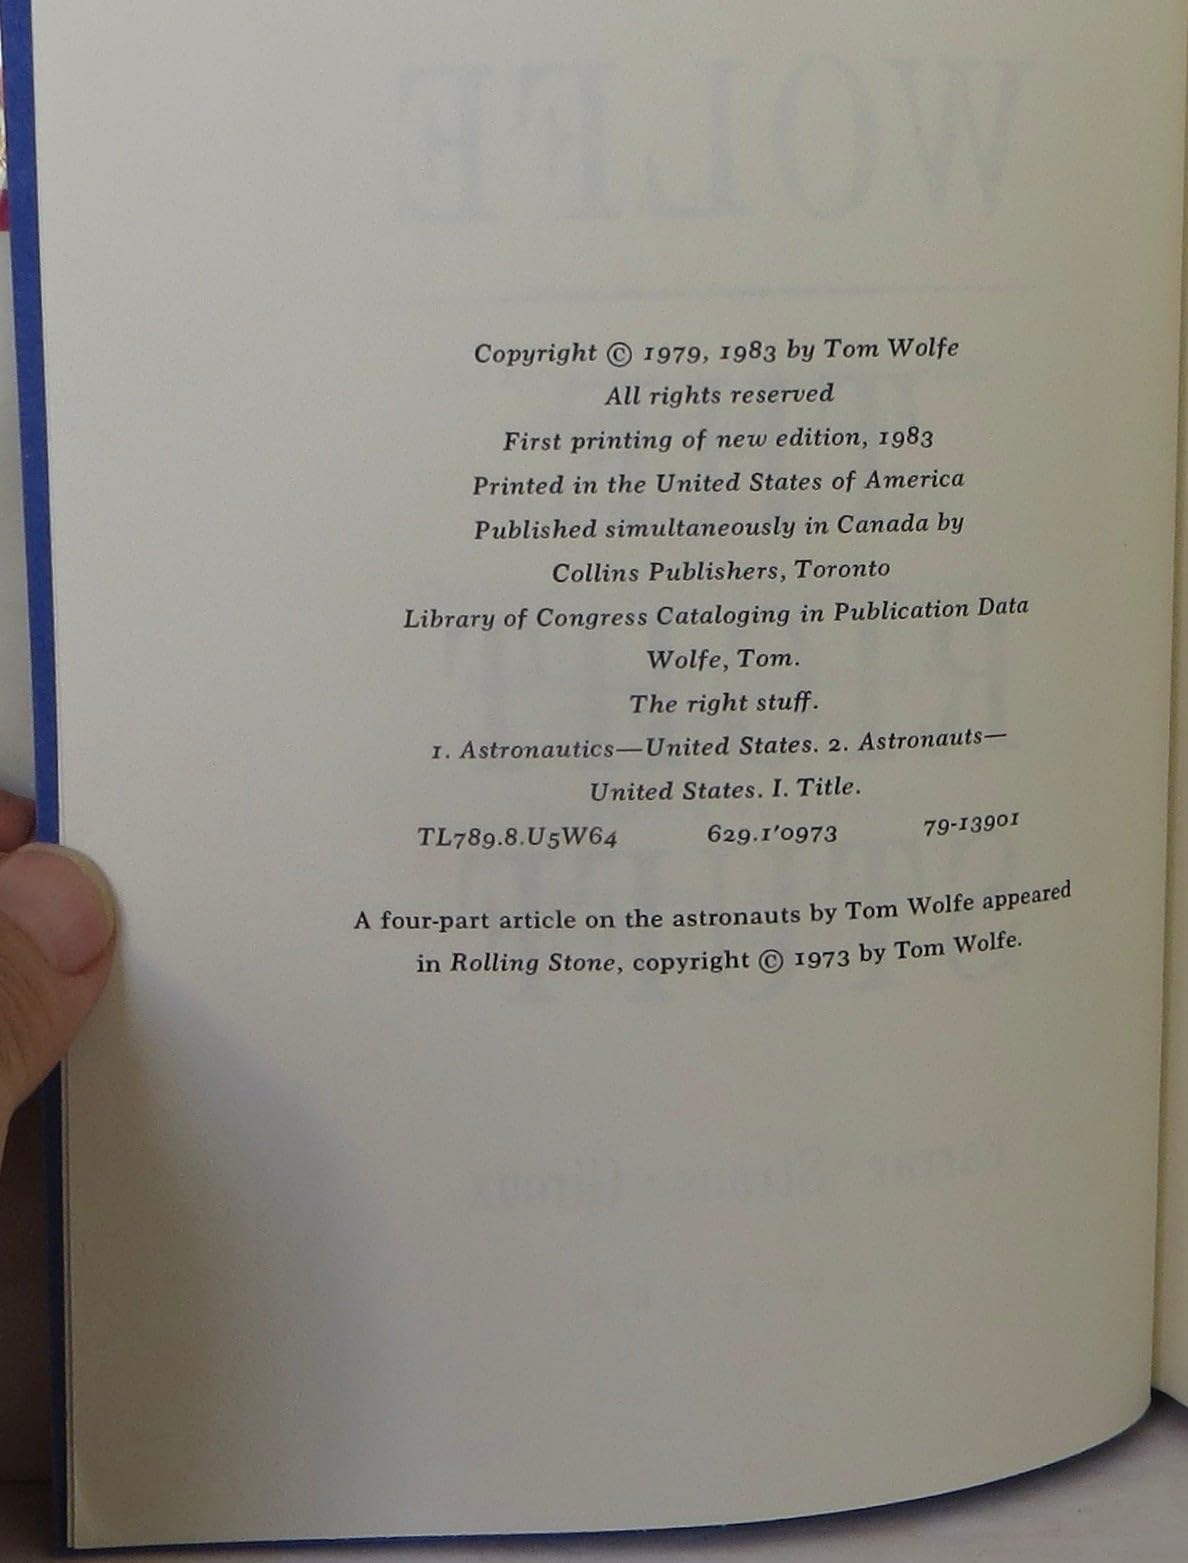 WOLFE
Copyright © 1979, 1983 by Tom Wolfe
All rights reserved
First printing of new edition, 1983
Printed in the United States of America
Published simultaneously in Canada by
Collins Publishers, Toronto
Library of Congress Cataloging in Publication Data
Wolfe, Tom.
The right stuff.
1. Astronautics—United States. 2. Astronauts—
United States. I. Title.
TL789.8.U5W64 629.1'0973 79-13901
A four-part article on the astronauts by Tom Wolfe appeared
in Rolling Stone, copyright © 1973 by Tom Wolfe.